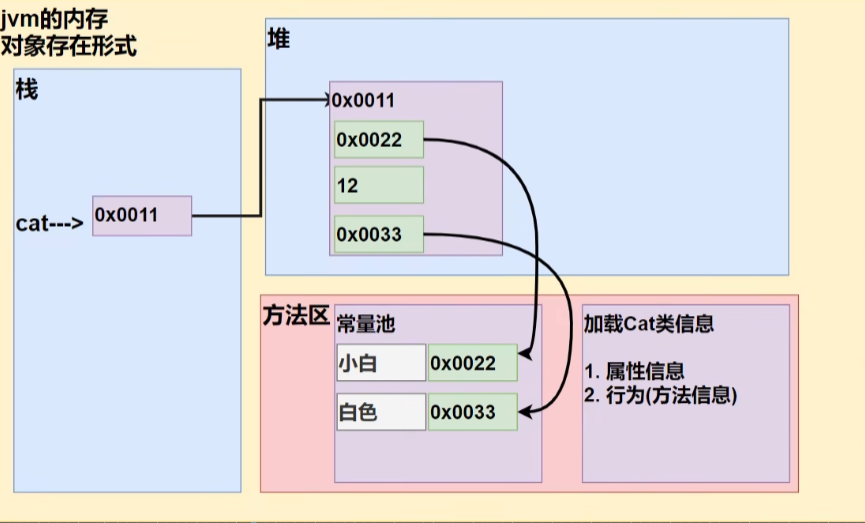 jvm的内存
对象存在形式
栈
堆
0x0011
0x0022
12
0x0033
cat--->
0x0011
方法区
常量池
小白
0x0022
白色
0x0033
加载Cat类信息
1. 属性信息
2. 行为(方法信息)